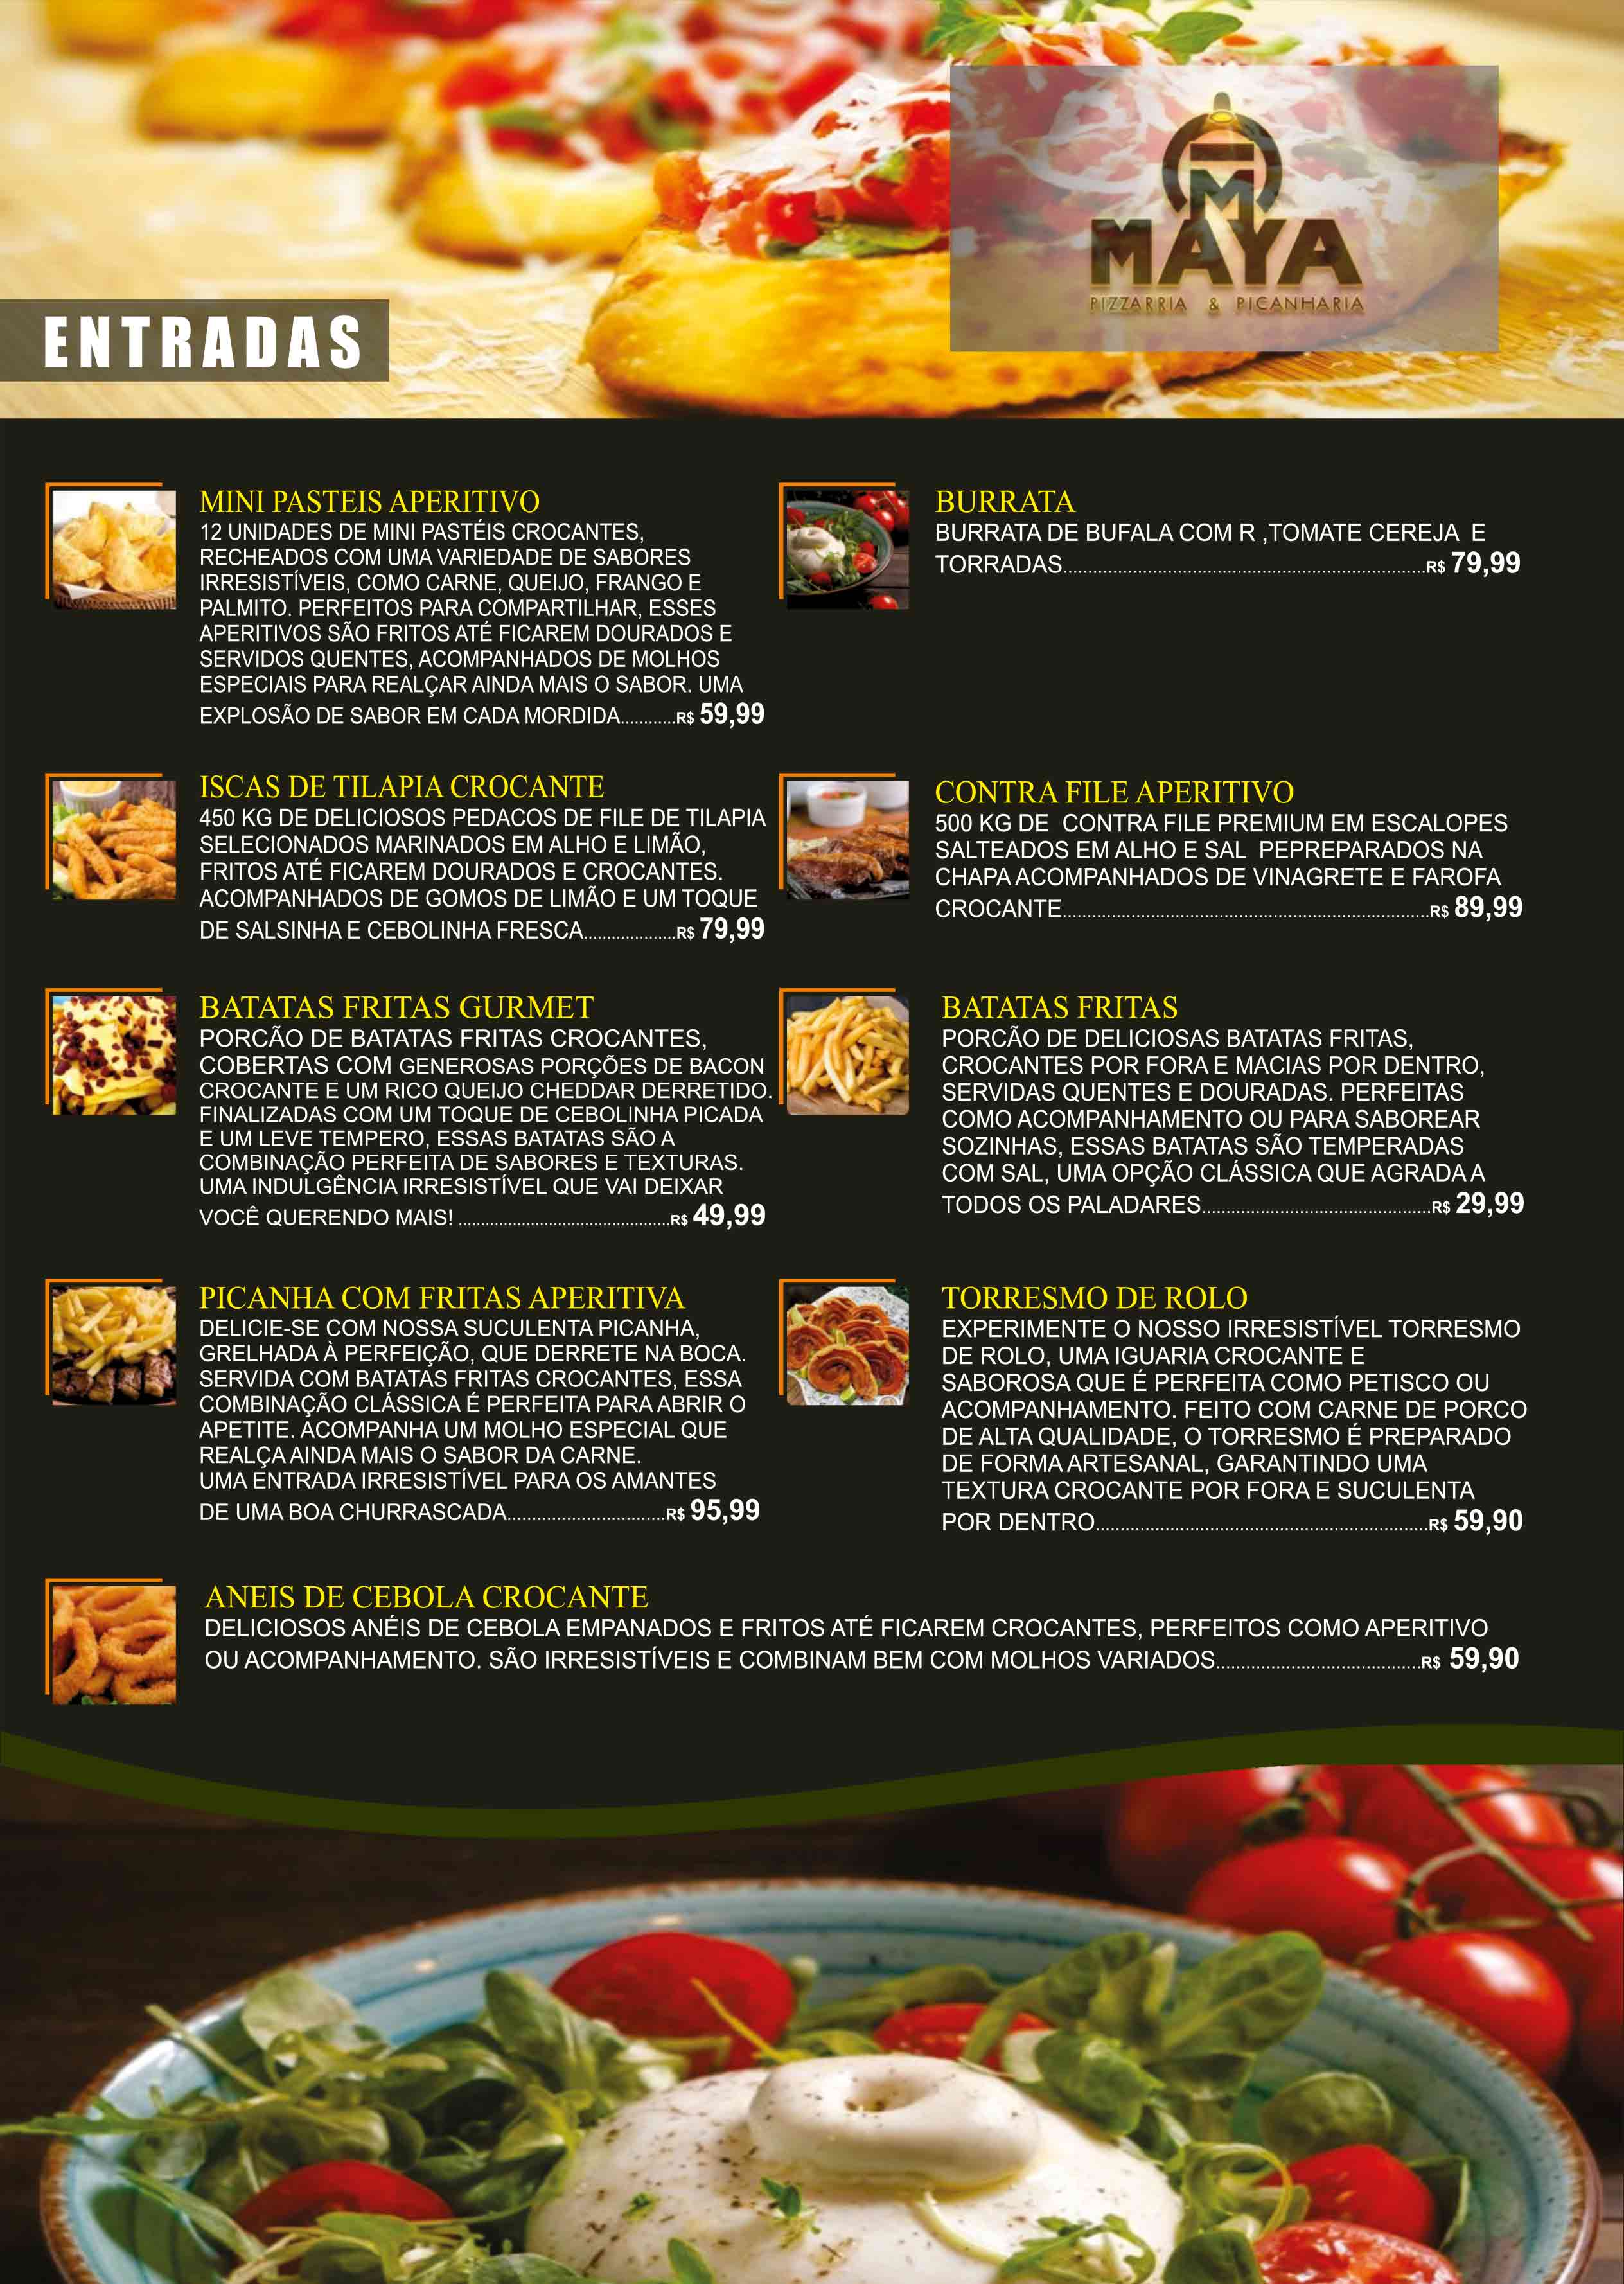 MAYA
PIZZARRIA & PICANHARIA
ENTRADAS
MINI PASTEIS APERITIVO
12 UNIDADES DE MINI PASTÉIS CROCANTES,
RECHEADOS COM UMA VARIEDADE DE SABORES
IRRESISTÍVEIS, COMO CARNE, QUEIJO, FRANGO E
PALMITO. PERFEITOS PARA COMPARTILHAR, ESSES
APERITIVOS SÃO FRITOS ATÉ FICAREM DOURADOS E
SERVIDOS QUENTES, ACOMPANHADOS DE MOLHOS
ESPECIAIS PARA REALÇAR AINDA MAIS O SABOR. UMA
EXPLOSÃO DE SABOR EM CADA MORDIDA............R$ 59,99
BURRATA
BURRATA DE BUFALA COM R ,TOMATE CEREJA E
TORRADAS..........................................................................R$ 79,99
ISCAS DE TILAPIA CROCANTE
450 KG DE DELICIOSOS PEDACOS DE FILE DE TILAPIA
SELECIONADOS MARINADOS EM ALHO E LIMÃO,
FRITOS ATÉ FICAREM DOURADOS E CROCANTES.
ACOMPANHADOS DE GOMOS DE LIMÃO E UM TOQUE
DE SALSINHA E CEBOLINHA FRESCA...................R$ 79,99
CONTRA FILE APERITIVO
500 KG DE CONTRA FILE PREMIUM EM ESCALOPES
SALTEADOS EM ALHO E SAL PEPREPARADOS NA
CHAPA ACOMPANHADOS DE VINAGRETE E FAROFA
CROCANTE...........................................................................R$ 89,99
BATATAS FRITAS GURMET
PORCÃO DE BATATAS FRITAS CROCANTES,
COBERTAS COM GENEROSAS PORÇÕES DE BACON
CROCANTE E UM RICO QUEIJO CHEDDAR DERRETIDO.
FINALIZADAS COM UM TOQUE DE CEBOLINHA PICADA
E UM LEVE TEMPERO, ESSAS BATATAS SÃO A
COMBINAÇÃO PERFEITA DE SABORES E TEXTURAS.
UMA INDULGÊNCIA IRRESISTÍVEL QUE VAI DEIXAR
VOCÊ QUERENDO MAIS! ............................................R$ 49,99
BATATAS FRITAS
PORCÃO DE DELICIOSAS BATATAS FRITAS,
CROCANTES POR FORA E MACIAS POR DENTRO,
SERVIDAS QUENTES E DOURADAS. PERFEITAS
COMO ACOMPANHAMENTO OU PARA SABOREAR
SOZINHAS, ESSAS BATATAS SÃO TEMPERADAS
COM SAL, UMA OPÇÃO CLÁSSICA QUE AGRADA A
TODOS OS PALADARES...............................................R$ 29,99
PICANHA COM FRITAS APERITIVA
DELICIE-SE COM NOSSA SUCULENTA PICANHA,
GRELHADA À PERFEIÇÃO, QUE DERRETE NA BOCA.
SERVIDA COM BATATAS FRITAS CROCANTES, ESSA
COMBINAÇÃO CLÁSSICA É PERFEITA PARA ABRIR O
APETITE. ACOMPANHA UM MOLHO ESPECIAL QUE
REALÇA AINDA MAIS O SABOR DA CARNE.
UMA ENTRADA IRRESISTÍVEL PARA OS AMANTES
DE UMA BOA CHURRASCADA................................R$ 95,99
TORRESMO DE ROLO
EXPERIMENTE O NOSSO IRRESISTÍVEL TORRESMO
DE ROLO, UMA IGUARIA CROCANTE E
SABOROSA QUE É PERFEITA COMO PETISCO OU
ACOMPANHAMENTO. FEITO COM CARNE DE PORCO
DE ALTA QUALIDADE, O TORRESMO É PREPARADO
DE FORMA ARTESANAL, GARANTINDO UMA
TEXTURA CROCANTE POR FORA E SUCULENTA
POR DENTRO....................................................................R$ 59,90
ANEIS DE CEBOLA CROCANTE
DELICIOSOS ANÉIS DE CEBOLA EMPANADOS E FRITOS ATÉ FICAREM CROCANTES, PERFEITOS COMO APERITIVO
OU ACOMPANHAMENTO. SÃO IRRESISTÍVEIS E COMBINAM BEM COM MOLHOS VARIADOS..........................................R$ 59,90